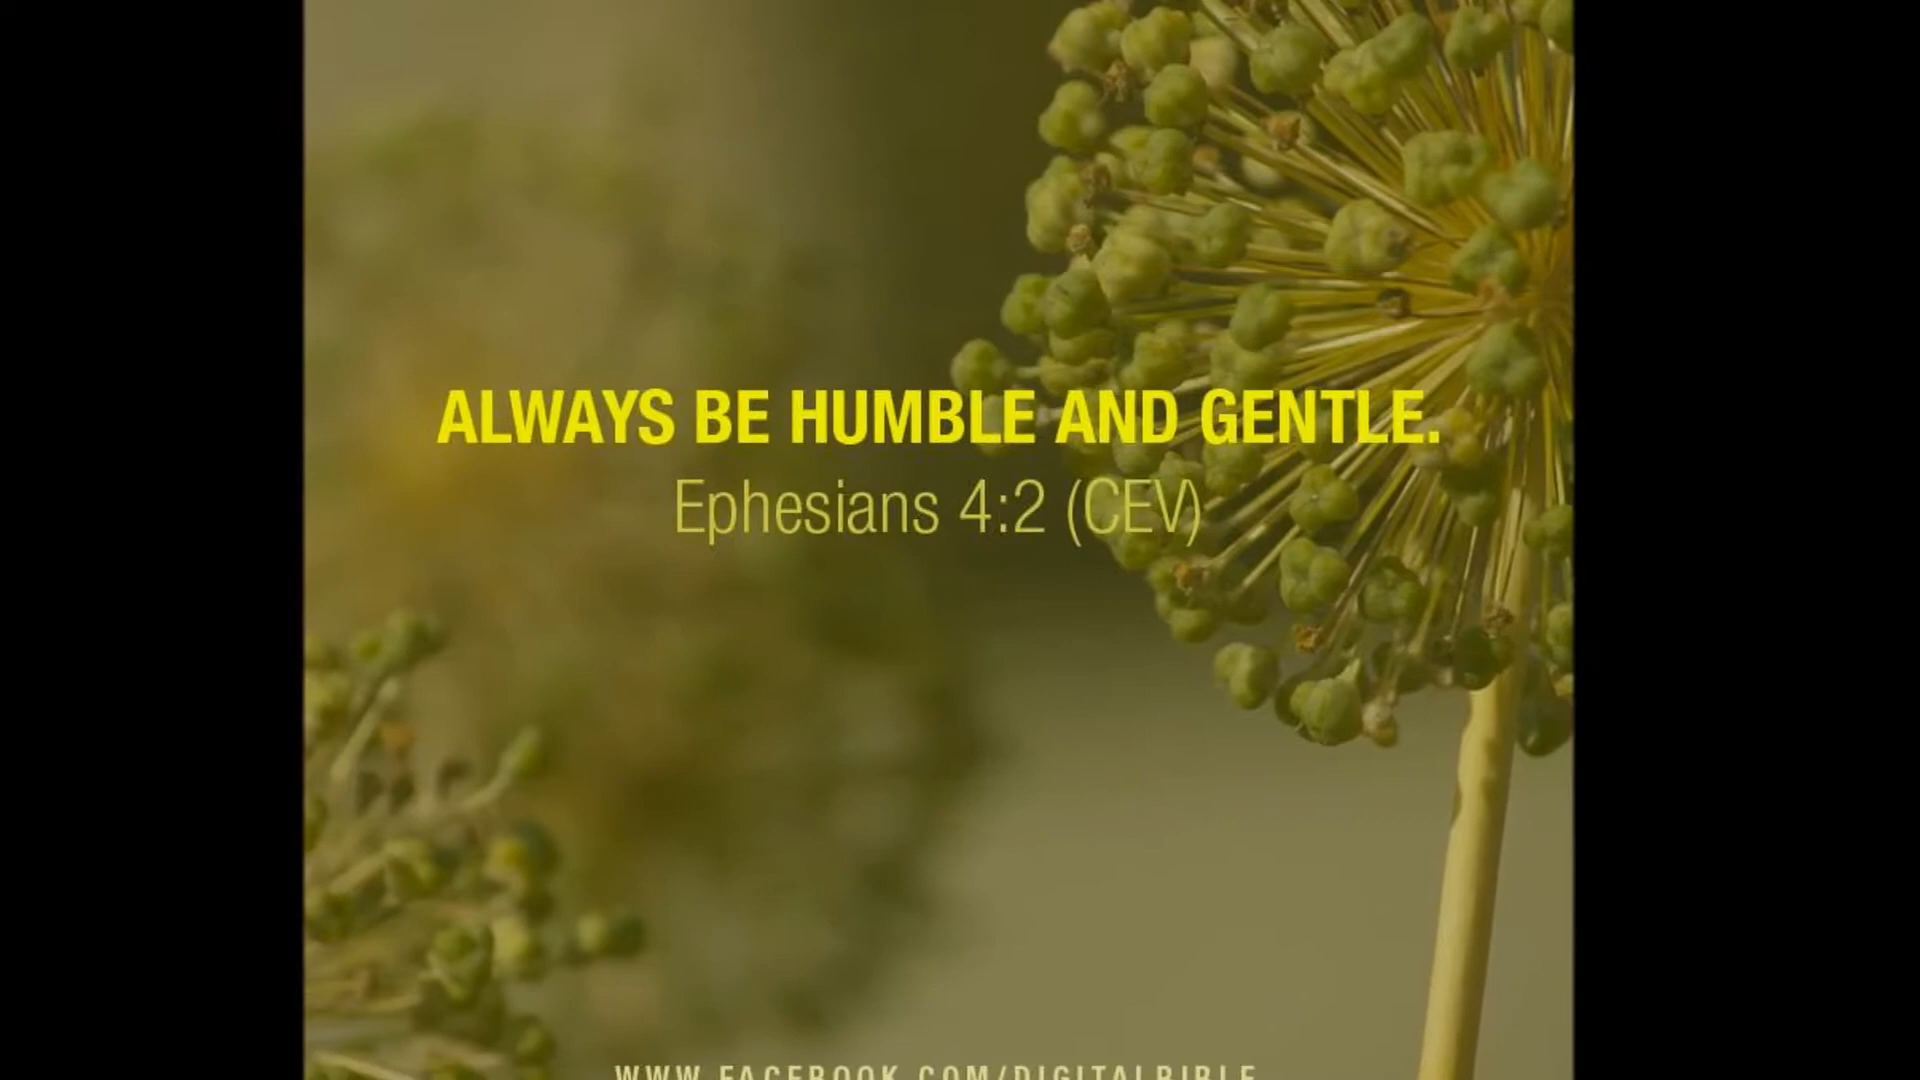 ALWAYS BE HUMBLE AND GENTLE.
Ephesians 4:2 (CEV)
WWW.FACEBOOK.COM/DIGITALBIBLE